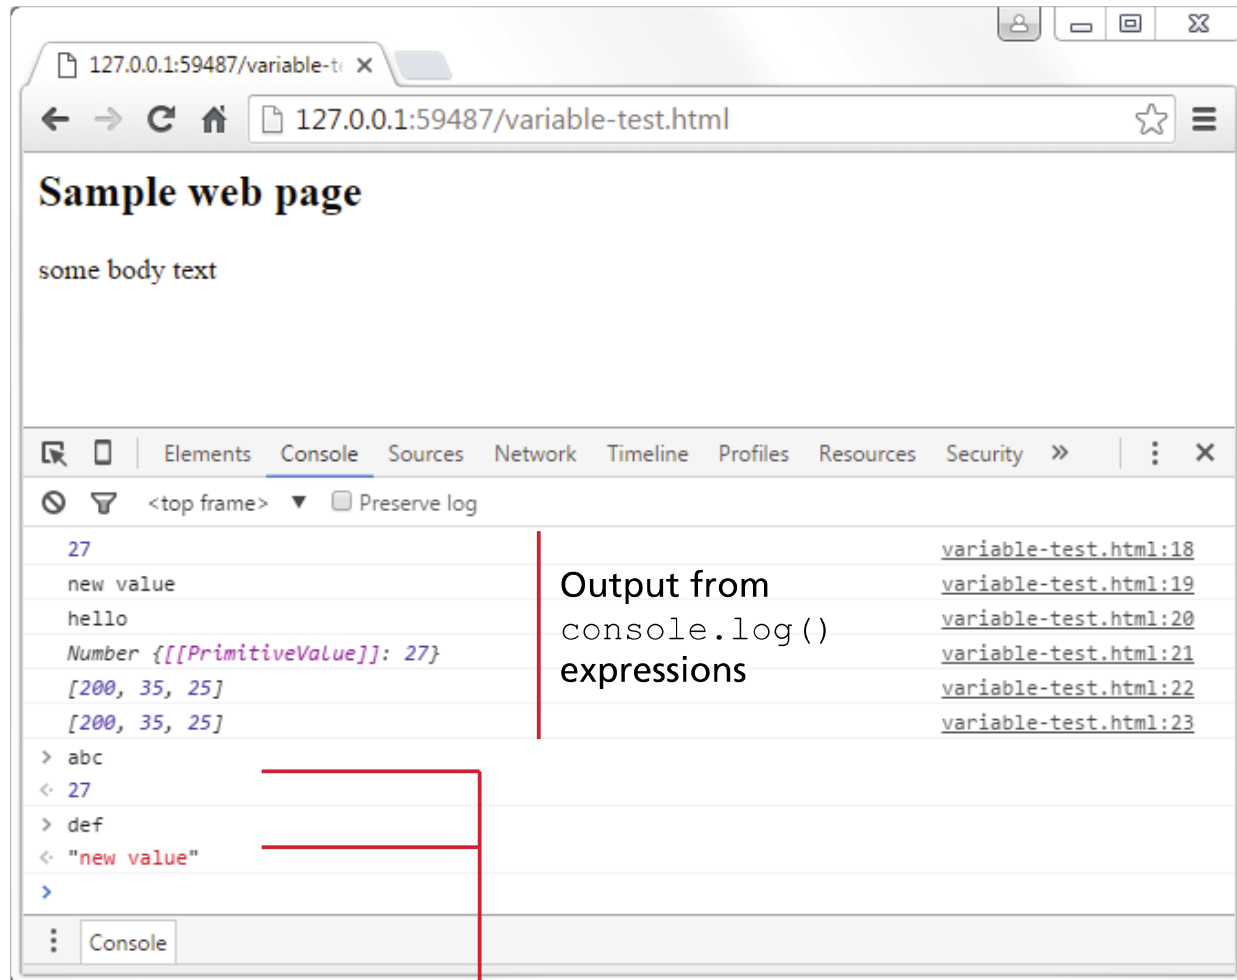 127.0.0.1:59487/variable-t
127.0.0.1:59487/variable-test.html
Sample web page
some body text
Elements Console Sources Network Timeline Profiles Resources Security »
<top frame> ▼ Preserve log
27 variable-test.html:18
new value variable-test.html:19
hello variable-test.html:20
Number {[[PrimitiveValue]]: 27} variable-test.html:21
[200, 35, 25] variable-test.html:22
[200, 35, 25] variable-test.html:23
Output from
console.log()
expressions
> abc
<· 27
> def
<· "new value"
>
Console